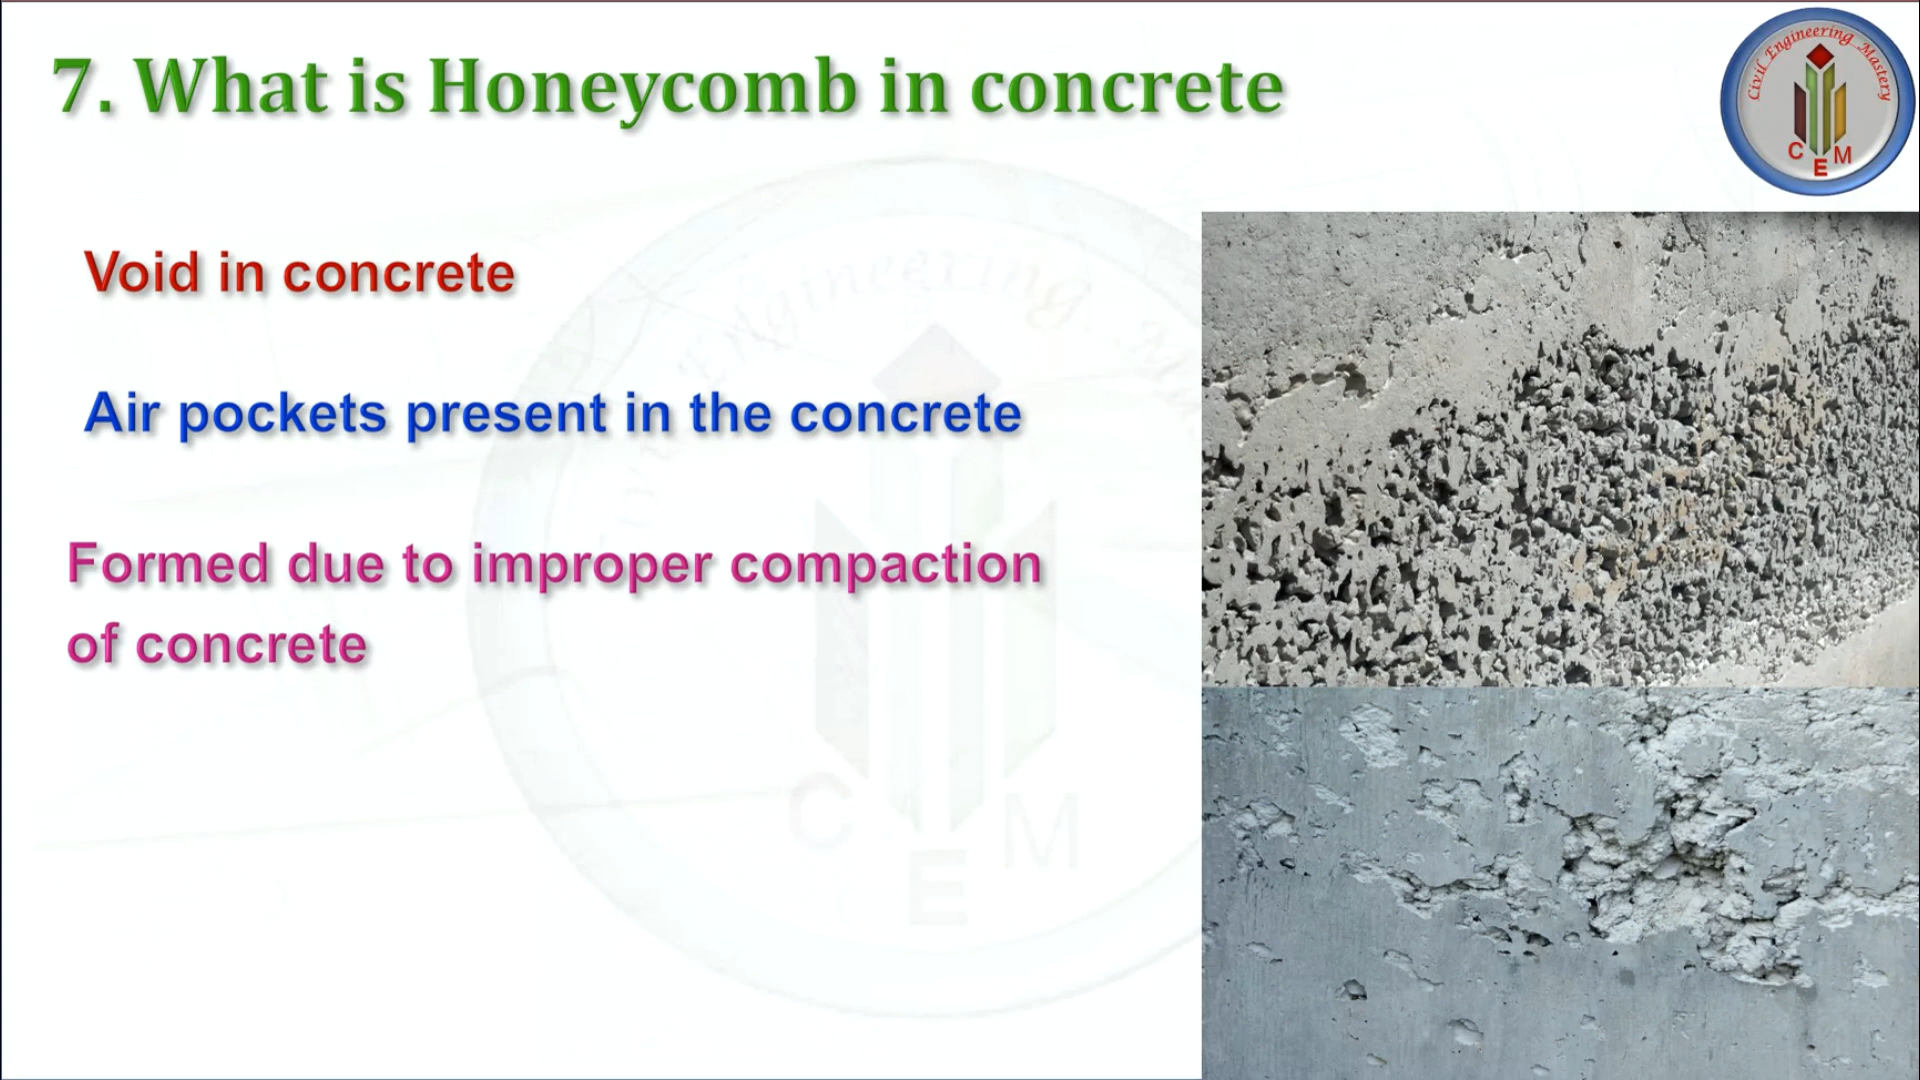 7. What is Honeycomb in concrete
Civil Engineering Mastery
C E M
Void in concrete
Air pockets present in the concrete
Formed due to improper compaction
of concrete
Engineering
C E M